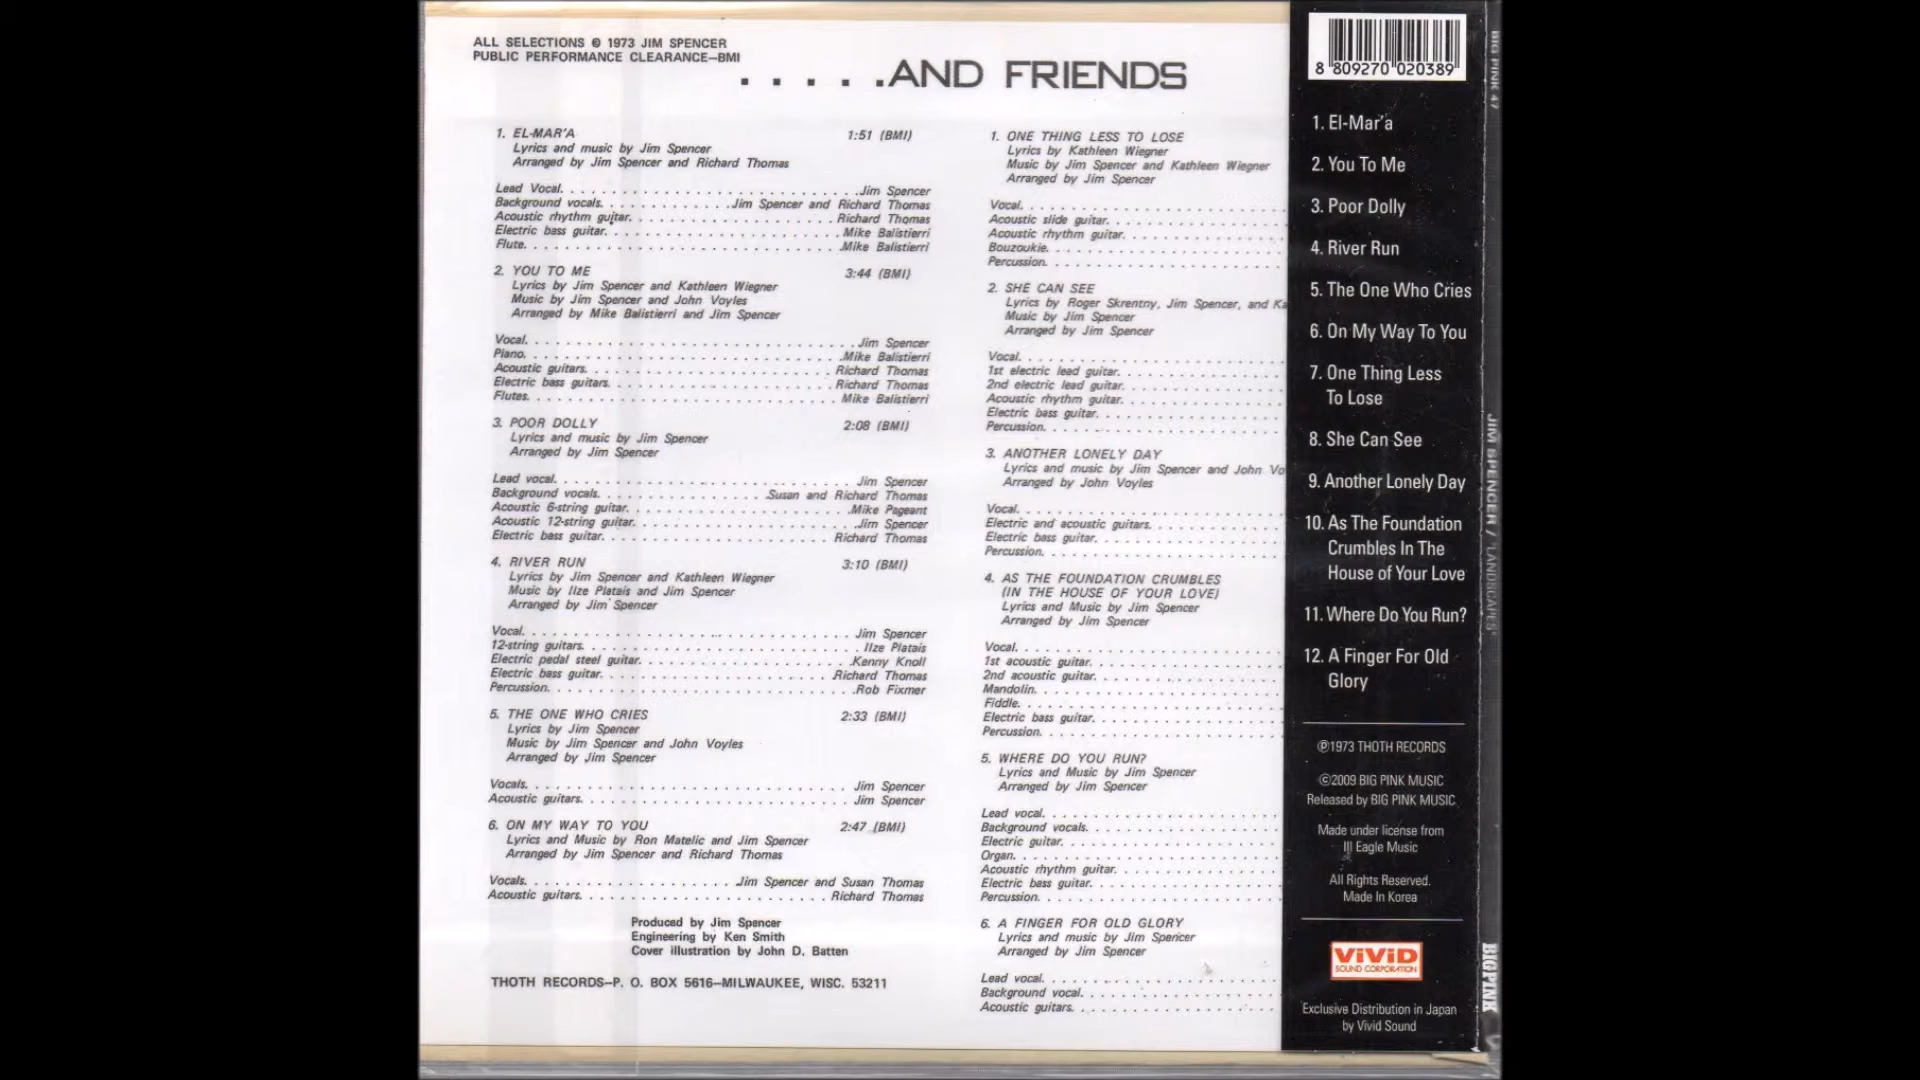 ALL SELECTIONS © 1973 JIM SPENCER
PUBLIC PERFORMANCE CLEARANCE—BMI
. . . . .AND FRIENDS
1. EL-MAR'A 1:51 (BMI)
Lyrics and music by Jim Spencer
Arranged by Jim Spencer and Richard Thomas
Lead Vocal. . . . . . . . . . Jim Spencer
Background vocals. . . . . . . . . . Jim Spencer and Richard Thomas
Acoustic rhythm guitar. . . . . . . . . . Richard Thomas
Electric bass guitar. . . . . . . . . . Mike Balistierri
Flute. . . . . . . . . . Mike Balistierri
2. YOU TO ME 3:44 (BMI)
Lyrics by Jim Spencer and Kathleen Wiegner
Music by Jim Spencer and John Voyles
Arranged by Mike Balistierri and Jim Spencer
Vocal. . . . . . . . . . Jim Spencer
Piano. . . . . . . . . . Mike Balistierri
Acoustic guitars. . . . . . . . . . Richard Thomas
Electric bass guitars. . . . . . . . . . Richard Thomas
Flutes. . . . . . . . . . Mike Balistierri
3. POOR DOLLY 2:08 (BMI)
Lyrics and music by Jim Spencer
Arranged by Jim Spencer
Lead vocal. . . . . . . . . . Jim Spencer
Background vocals. . . . . . . . . . Susan and Richard Thomas
Acoustic 6-string guitar. . . . . . . . . . Mike Pageant
Acoustic 12-string guitar. . . . . . . . . . Jim Spencer
Electric bass guitar. . . . . . . . . . Richard Thomas
4. RIVER RUN 3:10 (BMI)
Lyrics by Jim Spencer and Kathleen Wiegner
Music by Ilze Platais and Jim Spencer
Arranged by Jim Spencer
Vocal. . . . . . . . . . Jim Spencer
12-string guitars. . . . . . . . . . Ilze Platais
Electric pedal steel guitar. . . . . . . . . . Kenny Knoll
Electric bass guitar. . . . . . . . . . Richard Thomas
Percussion. . . . . . . . . . Rob Fixmer
5. THE ONE WHO CRIES 2:33 (BMI)
Lyrics by Jim Spencer
Music by Jim Spencer and John Voyles
Arranged by Jim Spencer
Vocals. . . . . . . . . . Jim Spencer
Acoustic guitars. . . . . . . . . . Jim Spencer
6. ON MY WAY TO YOU 2:47 (BMI)
Lyrics and Music by Ron Matelic and Jim Spencer
Arranged by Jim Spencer and Richard Thomas
Vocals. . . . . . . . . . Jim Spencer and Susan Thomas
Acoustic guitars. . . . . . . . . . Richard Thomas
Produced by Jim Spencer
Engineering by Ken Smith
Cover illustration by John D. Batten
THOTH RECORDS—P. O. BOX 5616—MILWAUKEE, WISC. 53211
1. ONE THING LESS TO LOSE
Lyrics by Kathleen Wiegner
Music by Jim Spencer and Kathleen Wiegner
Arranged by Jim Spencer
Vocal. . . . . . . . . .
Acoustic slide guitar. . . . . . . . . .
Acoustic rhythm guitar. . . . . . . . . .
Bouzoukie. . . . . . . . . .
Percussion. . . . . . . . . .
2. SHE CAN SEE
Lyrics by Roger Skrentny, Jim Spencer, and Ka
Music by Jim Spencer
Arranged by Jim Spencer
Vocal. . . . . . . . . .
1st electric lead guitar. . . . . . . . . .
2nd electric lead guitar. . . . . . . . . .
Acoustic rhythm guitar. . . . . . . . . .
Electric bass guitar. . . . . . . . . .
Percussion. . . . . . . . . .
3. ANOTHER LONELY DAY
Lyrics and music by Jim Spencer and John Vo
Arranged by John Voyles
Vocal. . . . . . . . . .
Electric and acoustic guitars. . . . . . . . . .
Electric bass guitar. . . . . . . . . .
Percussion. . . . . . . . . .
4. AS THE FOUNDATION CRUMBLES
(IN THE HOUSE OF YOUR LOVE)
Lyrics and Music by Jim Spencer
Arranged by Jim Spencer
Vocal. . . . . . . . . .
1st acoustic guitar. . . . . . . . . .
2nd acoustic guitar. . . . . . . . . .
Mandolin. . . . . . . . . .
Fiddle. . . . . . . . . .
Electric bass guitar. . . . . . . . . .
Percussion. . . . . . . . . .
5. WHERE DO YOU RUN?
Lyrics and Music by Jim Spencer
Arranged by Jim Spencer
Lead vocal. . . . . . . . . .
Background vocals. . . . . . . . . .
Electric guitar. . . . . . . . . .
Organ. . . . . . . . . .
Acoustic rhythm guitar. . . . . . . . . .
Electric bass guitar. . . . . . . . . .
Percussion. . . . . . . . . .
6. A FINGER FOR OLD GLORY
Lyrics and music by Jim Spencer
Arranged by Jim Spencer
Lead vocal. . . . . . . . . .
Background vocal. . . . . . . . . .
Acoustic guitars. . . . . . . . . .
8 809270 020389
1. El-Mar'a
2. You To Me
3. Poor Dolly
4. River Run
5. The One Who Cries
6. On My Way To You
7. One Thing Less
To Lose
8. She Can See
9. Another Lonely Day
10. As The Foundation
Crumbles In The
House of Your Love
11. Where Do You Run?
12. A Finger For Old
Glory
℗1973 THOTH RECORDS
©2009 BIG PINK MUSIC
Released by BIG PINK MUSIC
Made under license from
Ill Eagle Music
All Rights Reserved.
Made In Korea
ViViD
SOUND CORPORATION
Exclusive Distribution in Japan
by Vivid Sound
BIG PINK 47
JIM SPENCER / "LANDSCAPES"
BIGPINK